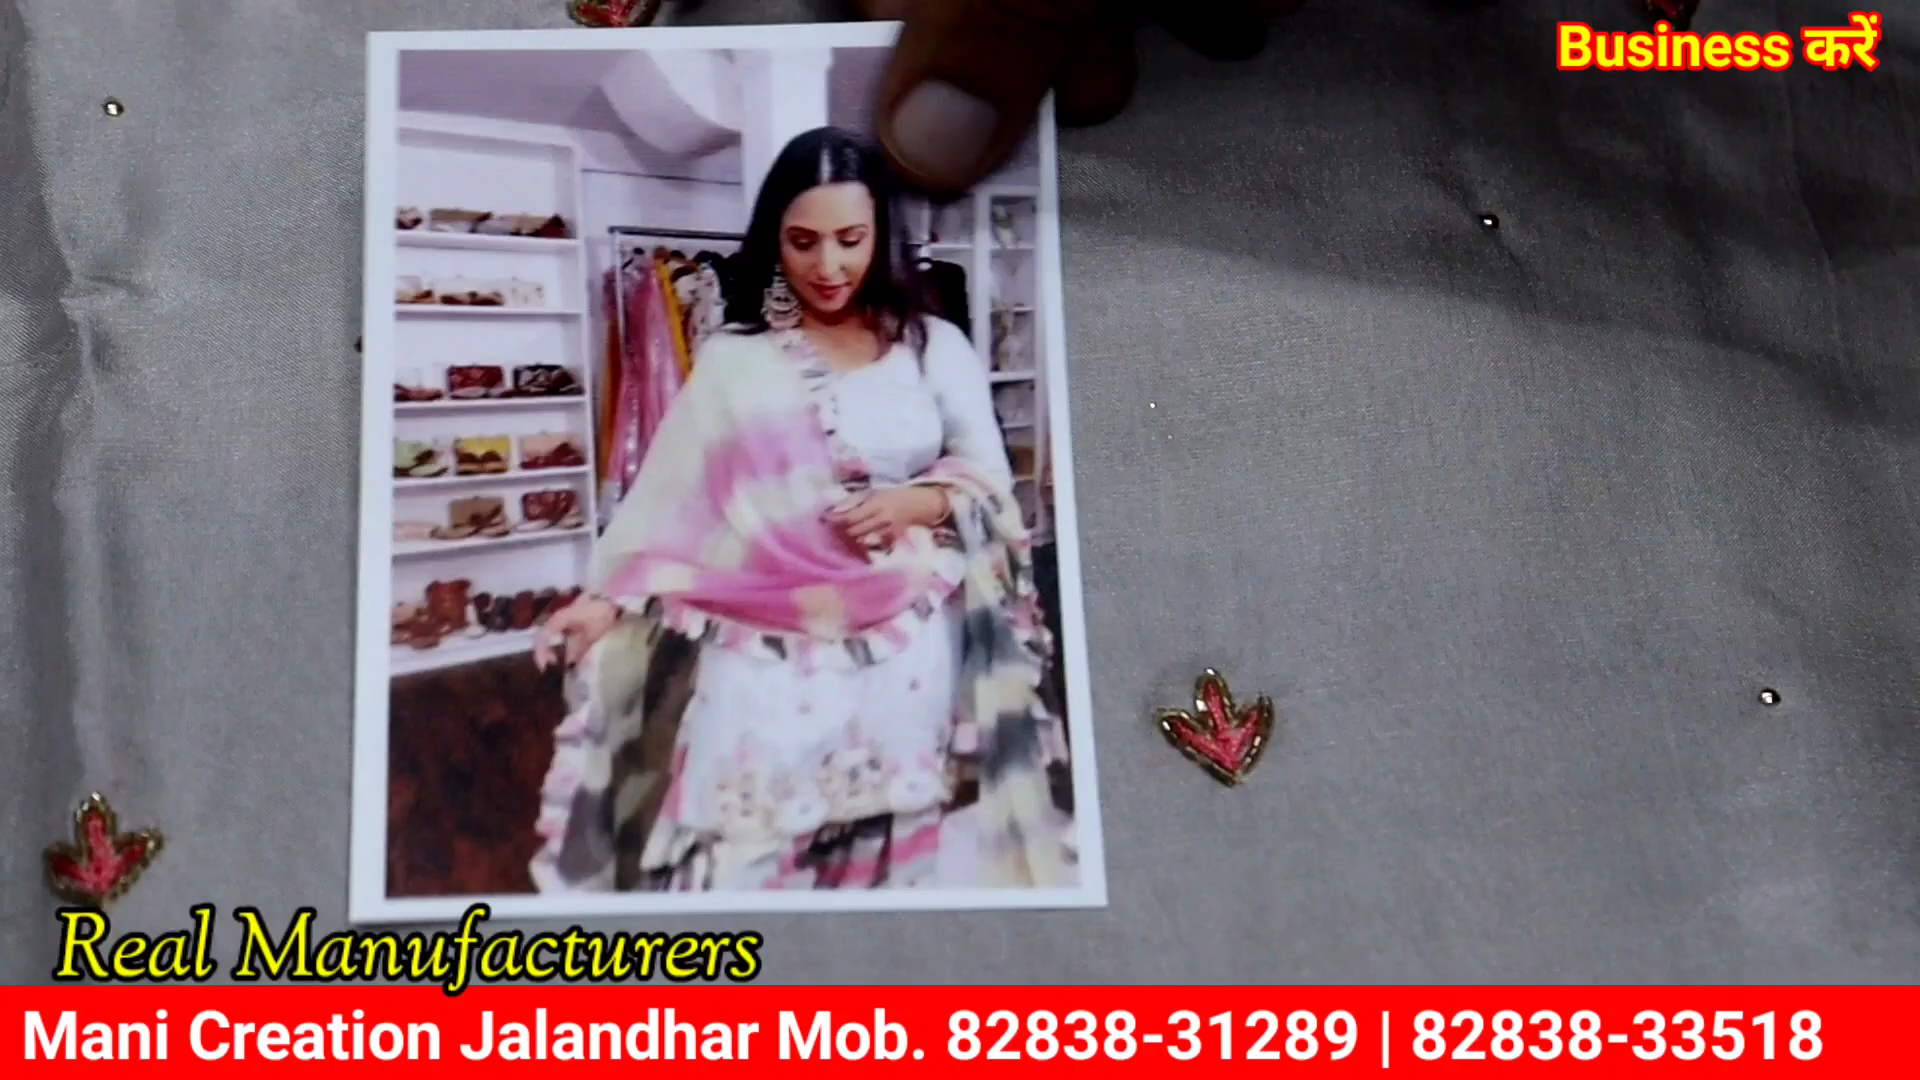 Business करें
Real Manufacturers
Mani Creation Jalandhar Mob. 82838-31289 | 82838-33518